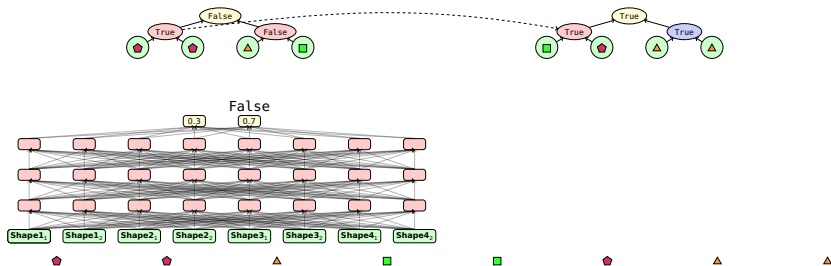 False True
True False True True
False
0.3 0.7
Shape1₁ Shape1₂ Shape2₁ Shape2₂ Shape3₁ Shape3₂ Shape4₁ Shape4₂